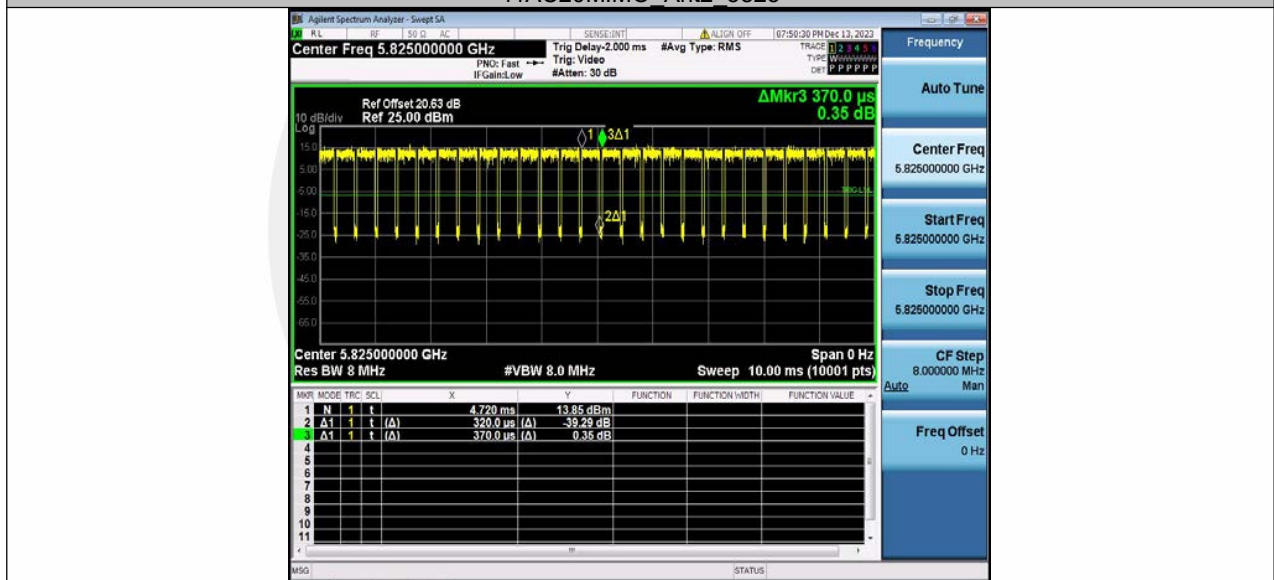 Agilent Spectrum Analyzer - Swept SA
RL RF 50 Ω AC SENSE:INT ALIGN OFF 07:50:30 PM Dec 13, 2023
Center Freq 5.825000000 GHz
Trig Delay-2.000 ms #Avg Type: RMS
TRACE 1 2 3 4 5 6
PNO: Fast Trig: Video
TYPE
IFGain:Low #Atten: 30 dB
DET P P P P P P
Frequency
Auto Tune
ΔMkr3 370.0 µs
0.35 dB
Ref Offset 20.63 dB
10 dB/div Ref 25.00 dBm
Log
1 3Δ1
15.0
5.00
-5.00
TRIG LVL
-15.0
2Δ1
-25.0
-35.0
-45.0
-55.0
-65.0
Center Freq
5.825000000 GHz
Start Freq
5.825000000 GHz
Stop Freq
5.825000000 GHz
Center 5.825000000 GHz Span 0 Hz
Res BW 8 MHz #VBW 8.0 MHz Sweep 10.00 ms (10001 pts)
CF Step
8.000000 MHz
Auto Man
Freq Offset
0 Hz
MKR MODE TRC SCL X Y FUNCTION FUNCTION WIDTH FUNCTION VALUE
1 N 1 t 4.720 ms 13.85 dBm
2 Δ1 1 t (Δ) 320.0 µs (Δ) -39.29 dB
3 Δ1 1 t (Δ) 370.0 µs (Δ) 0.35 dB
4
5
6
7
8
9
10
11
MSG STATUS